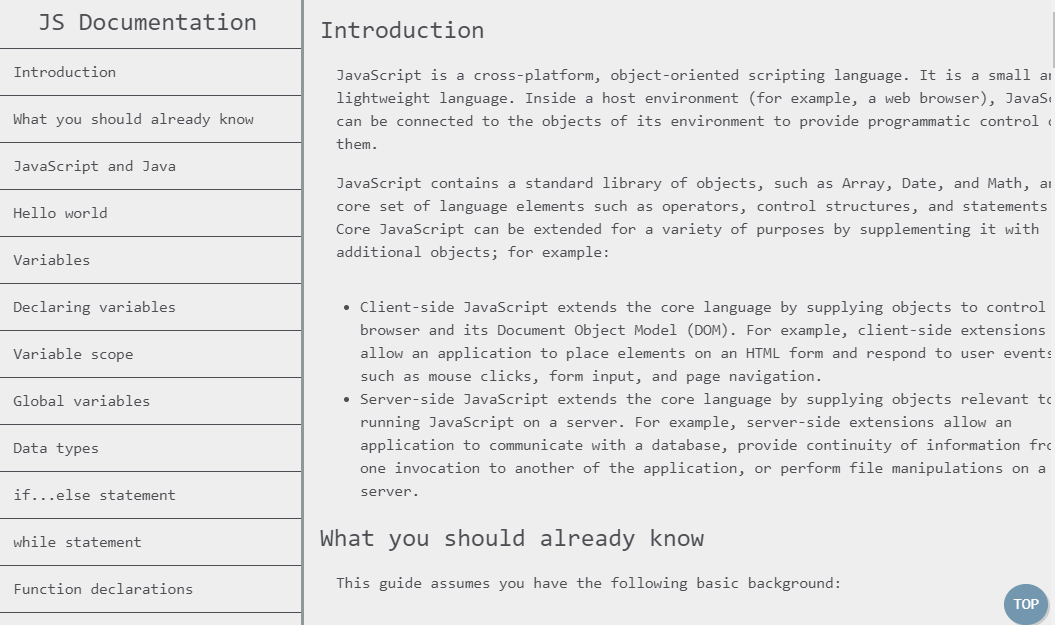 JS Documentation
Introduction
What you should already know
JavaScript and Java
Hello world
Variables
Declaring variables
Variable scope
Global variables
Data types
if...else statement
while statement
Function declarations
Introduction
JavaScript is a cross-platform, object-oriented scripting language. It is a small
lightweight language. Inside a host environment (for example, a web browser),
can be connected to the objects of its environment to provide programmatic control
them.
JavaScript contains a standard library of objects, such as Array, Date, and Math,
core set of language elements such as operators, control structures, and statements
Core JavaScript can be extended for a variety of purposes by supplementing it with
additional objects; for example:
• Client-side JavaScript extends the core language by supplying objects to control
browser and its Document Object Model (DOM). For example, client-side extensions
allow an application to place elements on an HTML form and respond to user events
such as mouse clicks, form input, and page navigation.
• Server-side JavaScript extends the core language by supplying objects relevant to
running JavaScript on a server. For example, server-side extensions allow an
application to communicate with a database, provide continuity of information
one invocation to another of the application, or perform file manipulations on a
server.
What you should already know
This guide assumes you have the following basic background:
TOP